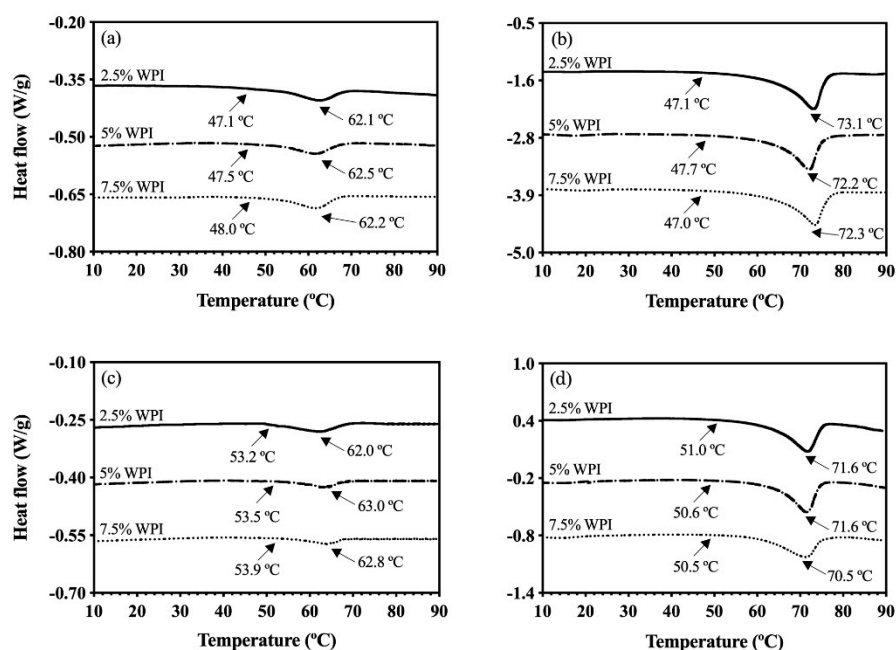 (a)
-0.20
-0.35
-0.50
-0.65
-0.80
Heat flow (W/g)
2.5% WPI
47.1 ºC
62.1 ºC
5% WPI
47.5 ºC
62.5 ºC
7.5% WPI
48.0 ºC
62.2 ºC
10 20 30 40 50 60 70 80 90
Temperature (ºC)
(b)
-0.5
-1.6
-2.8
-3.9
-5.0
2.5% WPI
47.1 ºC
73.1 ºC
5% WPI
47.7 ºC
72.2 ºC
7.5% WPI
47.0 ºC
72.3 ºC
10 20 30 40 50 60 70 80 90
Temperature (ºC)
(c)
-0.10
-0.25
-0.40
-0.55
-0.70
Heat flow (W/g)
2.5% WPI
53.2 ºC
62.0 ºC
5% WPI
53.5 ºC
63.0 ºC
7.5% WPI
53.9 ºC
62.8 ºC
10 20 30 40 50 60 70 80 90
Temperature (ºC)
(d)
1.0
0.4
-0.2
-0.8
-1.4
2.5% WPI
51.0 ºC
71.6 ºC
5% WPI
50.6 ºC
71.6 ºC
7.5% WPI
50.5 ºC
70.5 ºC
10 20 30 40 50 60 70 80 90
Temperature (ºC)